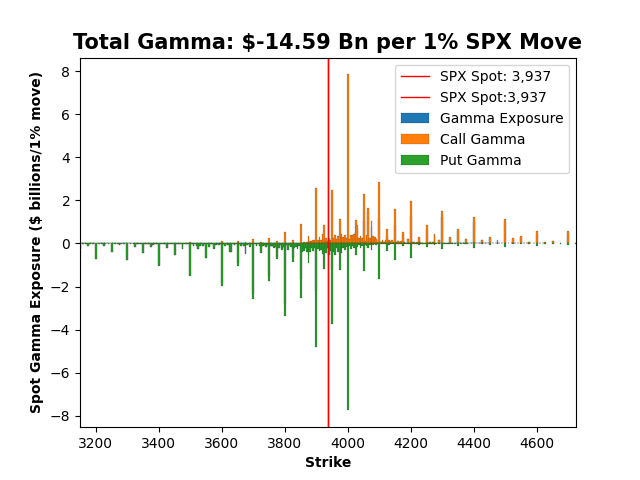 Total Gamma: $-14.59 Bn per 1% SPX Move
SPX Spot: 3,937
SPX Spot:3,937
Gamma Exposure
Call Gamma
Put Gamma
Spot Gamma Exposure ($ billions/1% move)
8
6
4
2
0
−2
−4
−6
−8
3200 3400 3600 3800 4000 4200 4400 4600
Strike